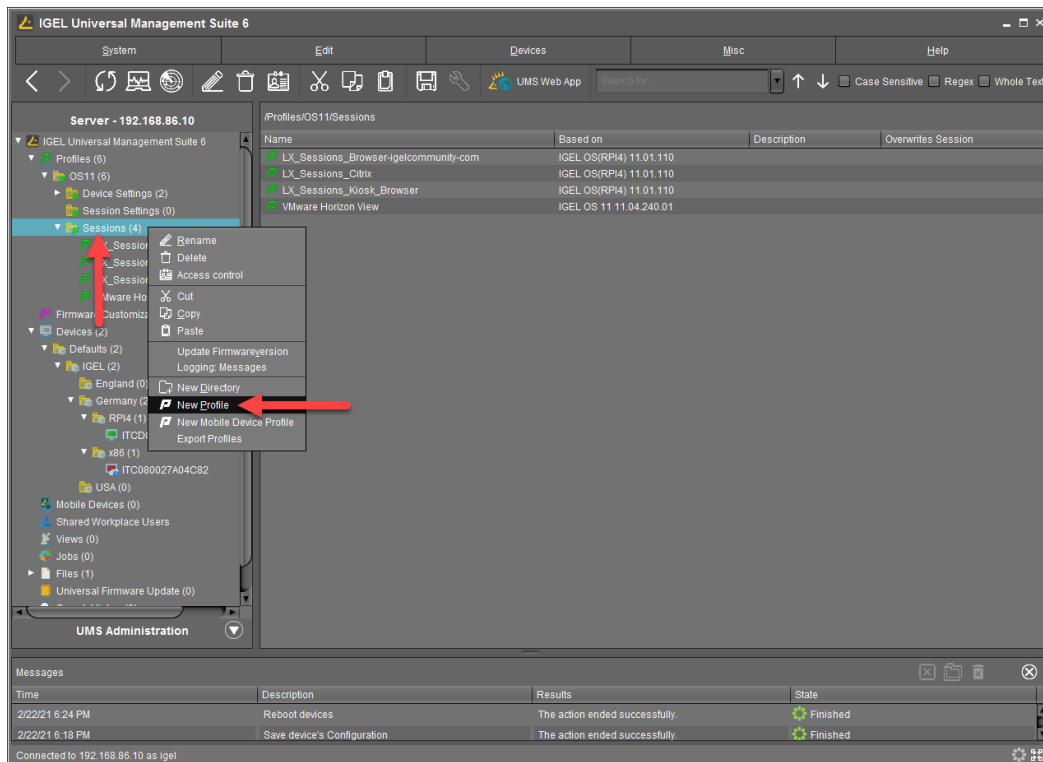 IGEL Universal Management Suite 6
System Edit Devices Misc Help
UMS Web App Search for... Case Sensitive Regex Whole Text
Server - 192.168.86.10
IGEL Universal Management Suite 6
Profiles (6)
OS11 (6)
Device Settings (2)
Session Settings (0)
Sessions (4)
LX_Session
LX_Session
LX_Session
VMware Ho
Firmware Customiza
Devices (2)
Defaults (2)
IGEL (2)
England (0)
Germany (2
RPI4 (1)
ITCD
x86 (1)
ITC080027A04C82
USA (0)
Mobile Devices (0)
Shared Workplace Users
Views (0)
Jobs (0)
Files (1)
Universal Firmware Update (0)
UMS Administration
/Profiles/OS11/Sessions
Name Based on Description Overwrites Session
LX_Sessions_Browser-igelcommunity-com IGEL OS(RPI4) 11.01.110
LX_Sessions_Citrix IGEL OS(RPI4) 11.01.110
LX_Sessions_Kiosk_Browser IGEL OS(RPI4) 11.01.110
VMware Horizon View IGEL OS 11 11.04.240.01
Rename
Delete
Access control
Cut
Copy
Paste
Update Firmwareversion
Logging: Messages
New Directory
New Profile
New Mobile Device Profile
Export Profiles
Messages
Time Description Results State
2/22/21 6:24 PM Reboot devices The action ended successfully. Finished
2/22/21 6:18 PM Save device's Configuration The action ended successfully. Finished
Connected to 192.168.86.10 as igel